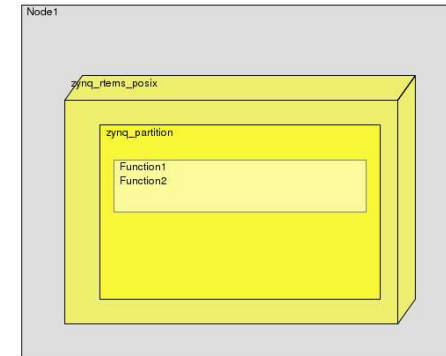 Node1
zynq_rtems_posix
zynq_partition
Function1
Function2